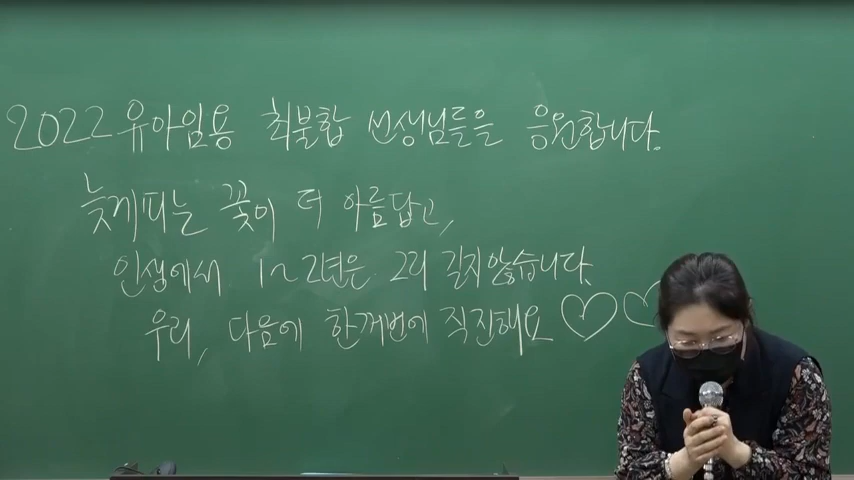 2022 유아임용 최불합 선생님들을 응원합니다.
늦게피는 꽃이 더 아름답고,
인생에서 1~2년은 그리 길지않습니다.
우리, 다음에 한꺼번에 직진해요 ♡♡